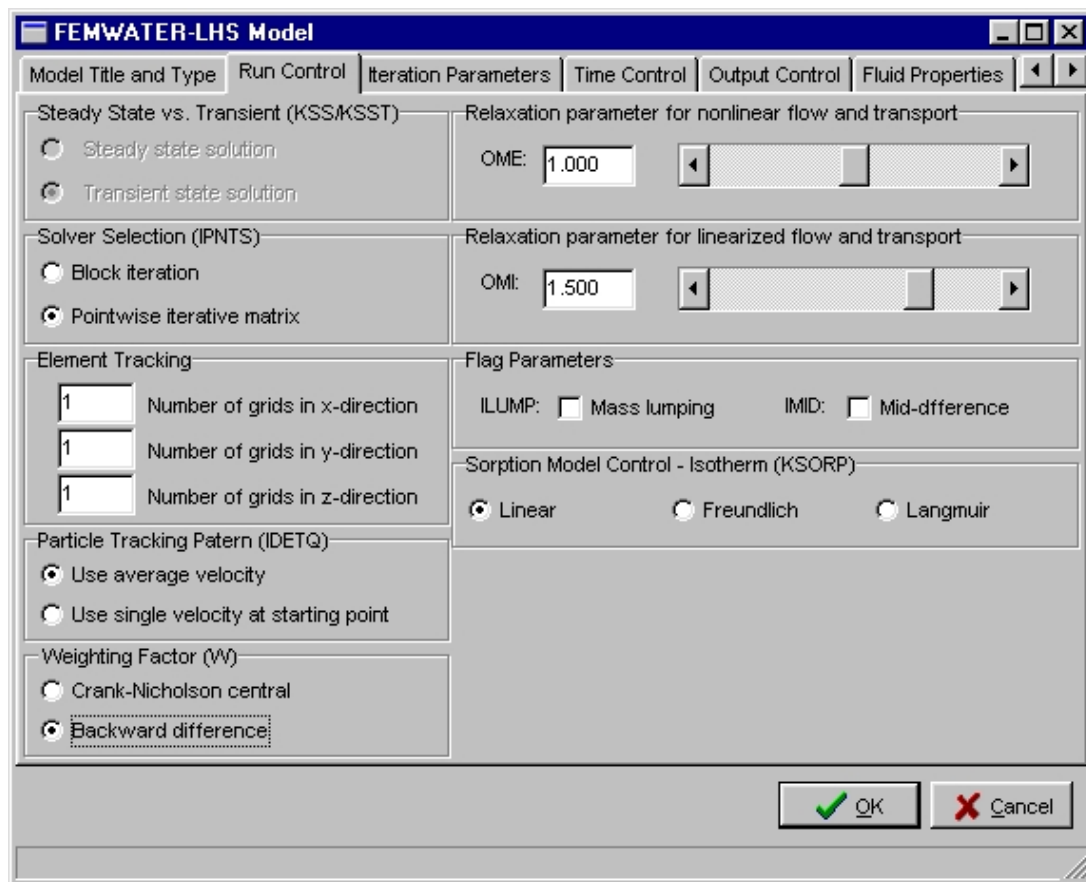 FEMWATER-LHS Model
Model Title and Type Run Control Iteration Parameters Time Control Output Control Fluid Properties
Steady State vs. Transient (KSS/KSST)
Steady state solution
Transient state solution
Solver Selection (IPNTS)
Block iteration
Pointwise iterative matrix
Element Tracking
1 Number of grids in x-direction
1 Number of grids in y-direction
1 Number of grids in z-direction
Particle Tracking Patern (IDETQ)
Use average velocity
Use single velocity at starting point
Weighting Factor (W)
Crank-Nicholson central
Backward difference
Relaxation parameter for nonlinear flow and transport
OME: 1.000
Relaxation parameter for linearized flow and transport
OMI: 1.500
Flag Parameters
ILUMP: Mass lumping IMID: Mid-dfference
Sorption Model Control - Isotherm (KSORP)
Linear Freundlich Langmuir
OK Cancel